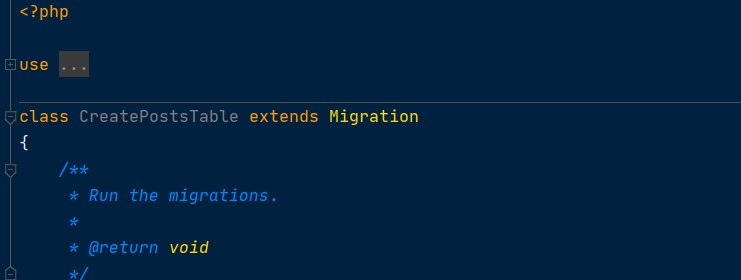 <?php
use ...
class CreatePostsTable extends Migration
{
/**
* Run the migrations.
*
* @return void
*/